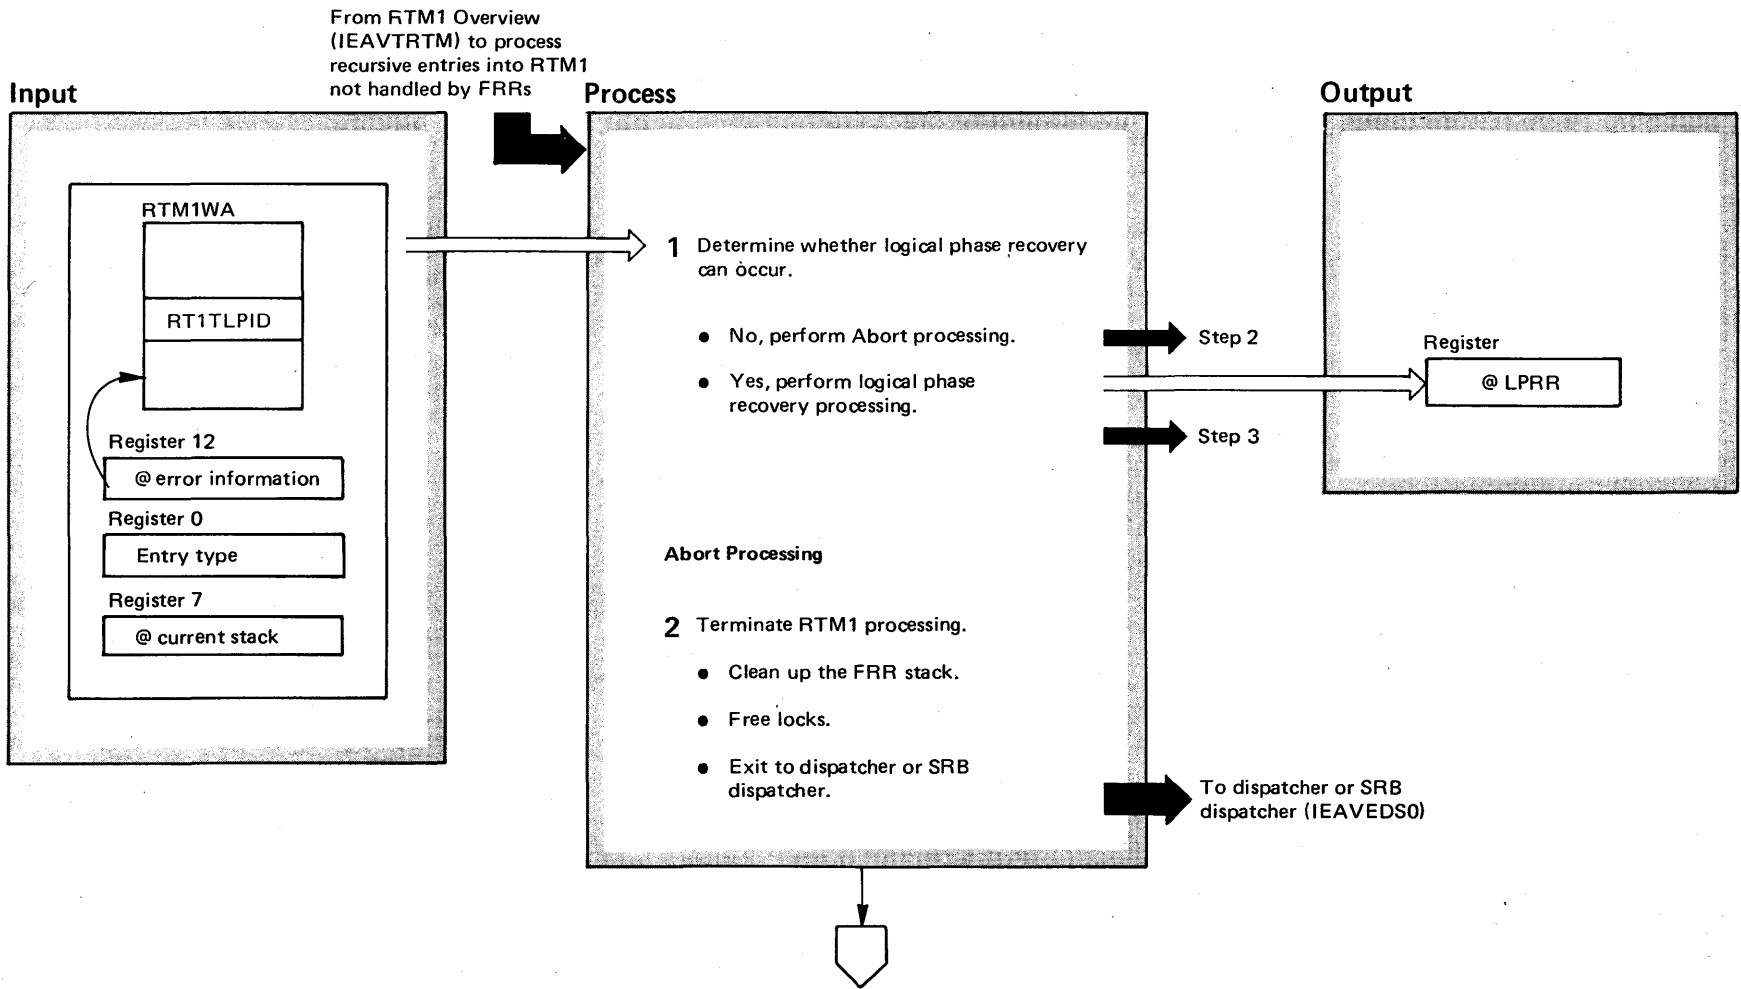 From RTM1 Overview
(IEAVTRTM) to process
recursive entries into RTM1
not handled by FRRs
Input
RTM1WA
RT1TLPID
Register 12
@ error information
Register 0
Entry type
Register 7
@ current stack
Process
1 Determine whether logical phase recovery
can occur.
● No, perform Abort processing.
Step 2
● Yes, perform logical phase
recovery processing.
Step 3
Abort Processing
2 Terminate RTM1 processing.
● Clean up the FRR stack.
● Free locks.
● Exit to dispatcher or SRB
dispatcher.
To dispatcher or SRB
dispatcher (IEAVEDS0)
Output
Register
@ LPRR